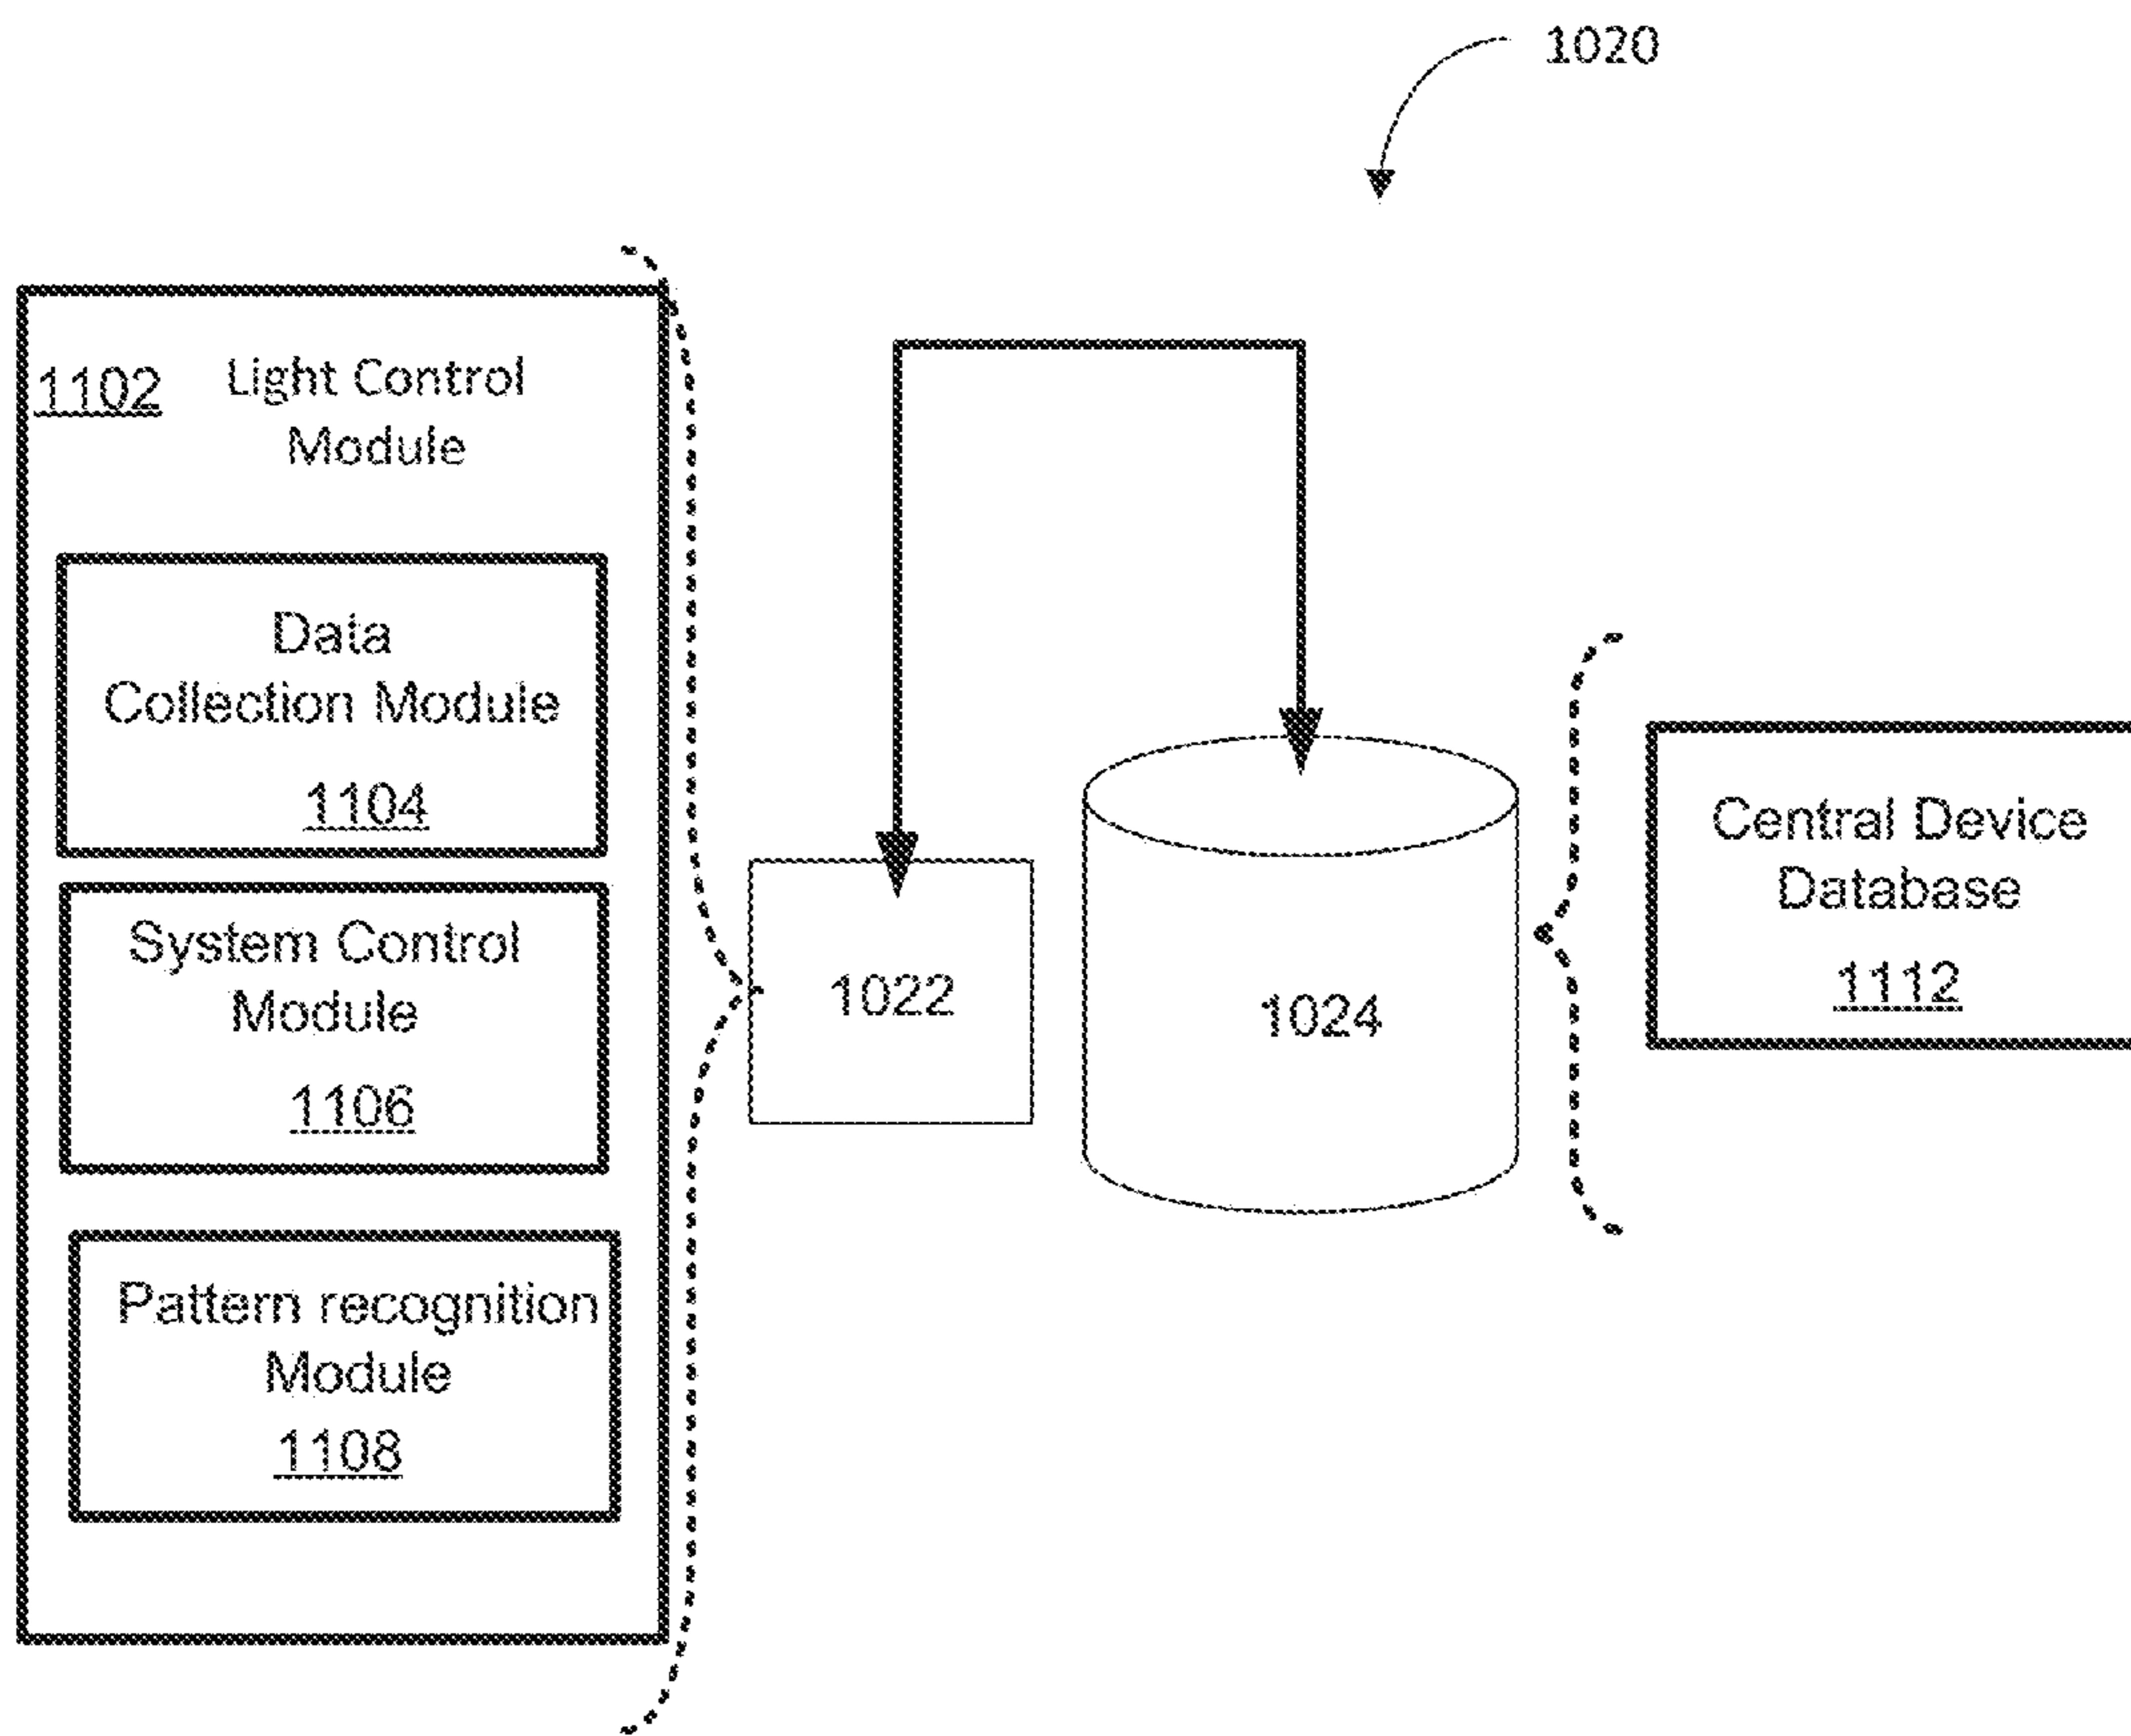 1020
1102 Light Control
Module
Data
Collection Module
1104
System Control
Module
1106
Pattern recognition
Module
1108
1022
1024
Central Device
Database
1112